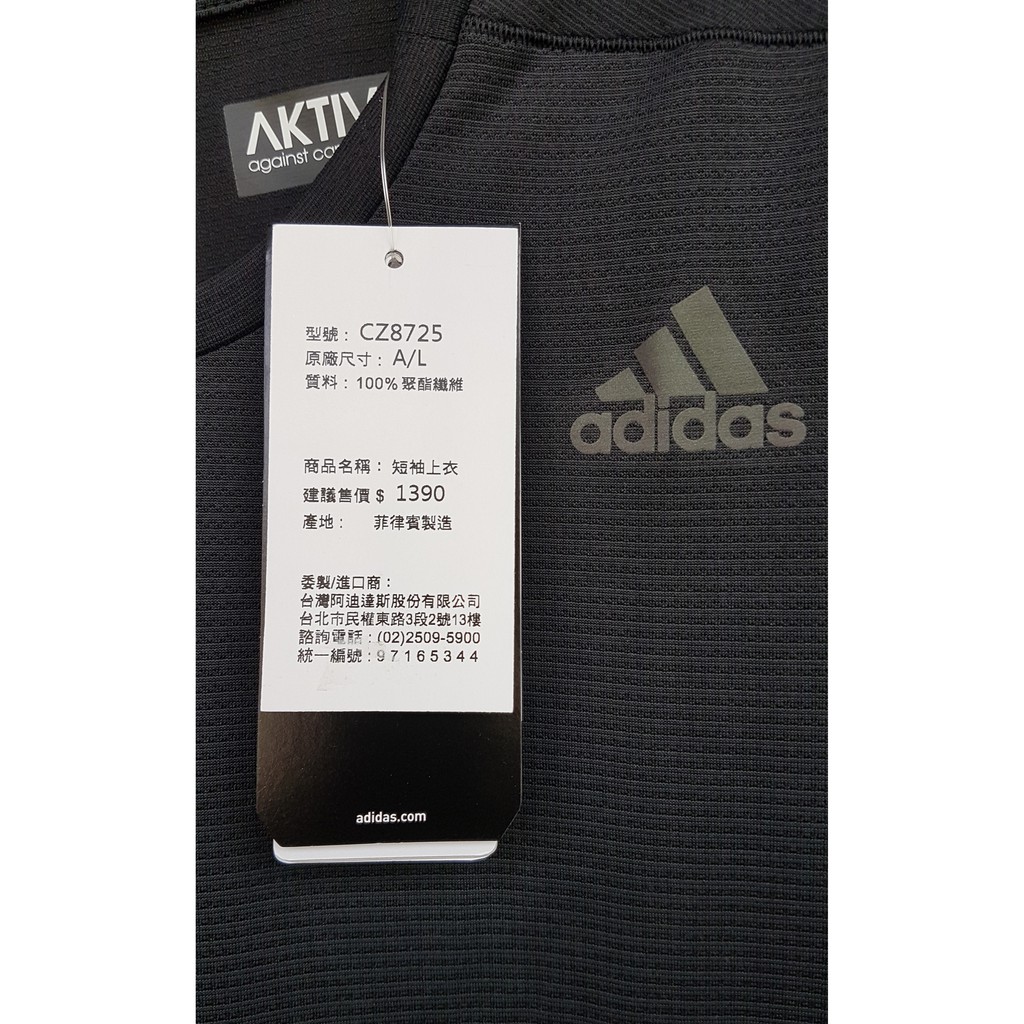 AKTIV
against
型號： CZ8725
原廠尺寸： A/L
質料：100% 聚酯纖維
商品名稱： 短袖上衣
建議售價 $ 1390
產地： 菲律賓製造
委製/進口商：
台灣阿迪達斯股份有限公司
台北市民權東路3段2號13樓
諮詢電話：(02)2509-5900
統一編號：97165344
adidas.com
adidas